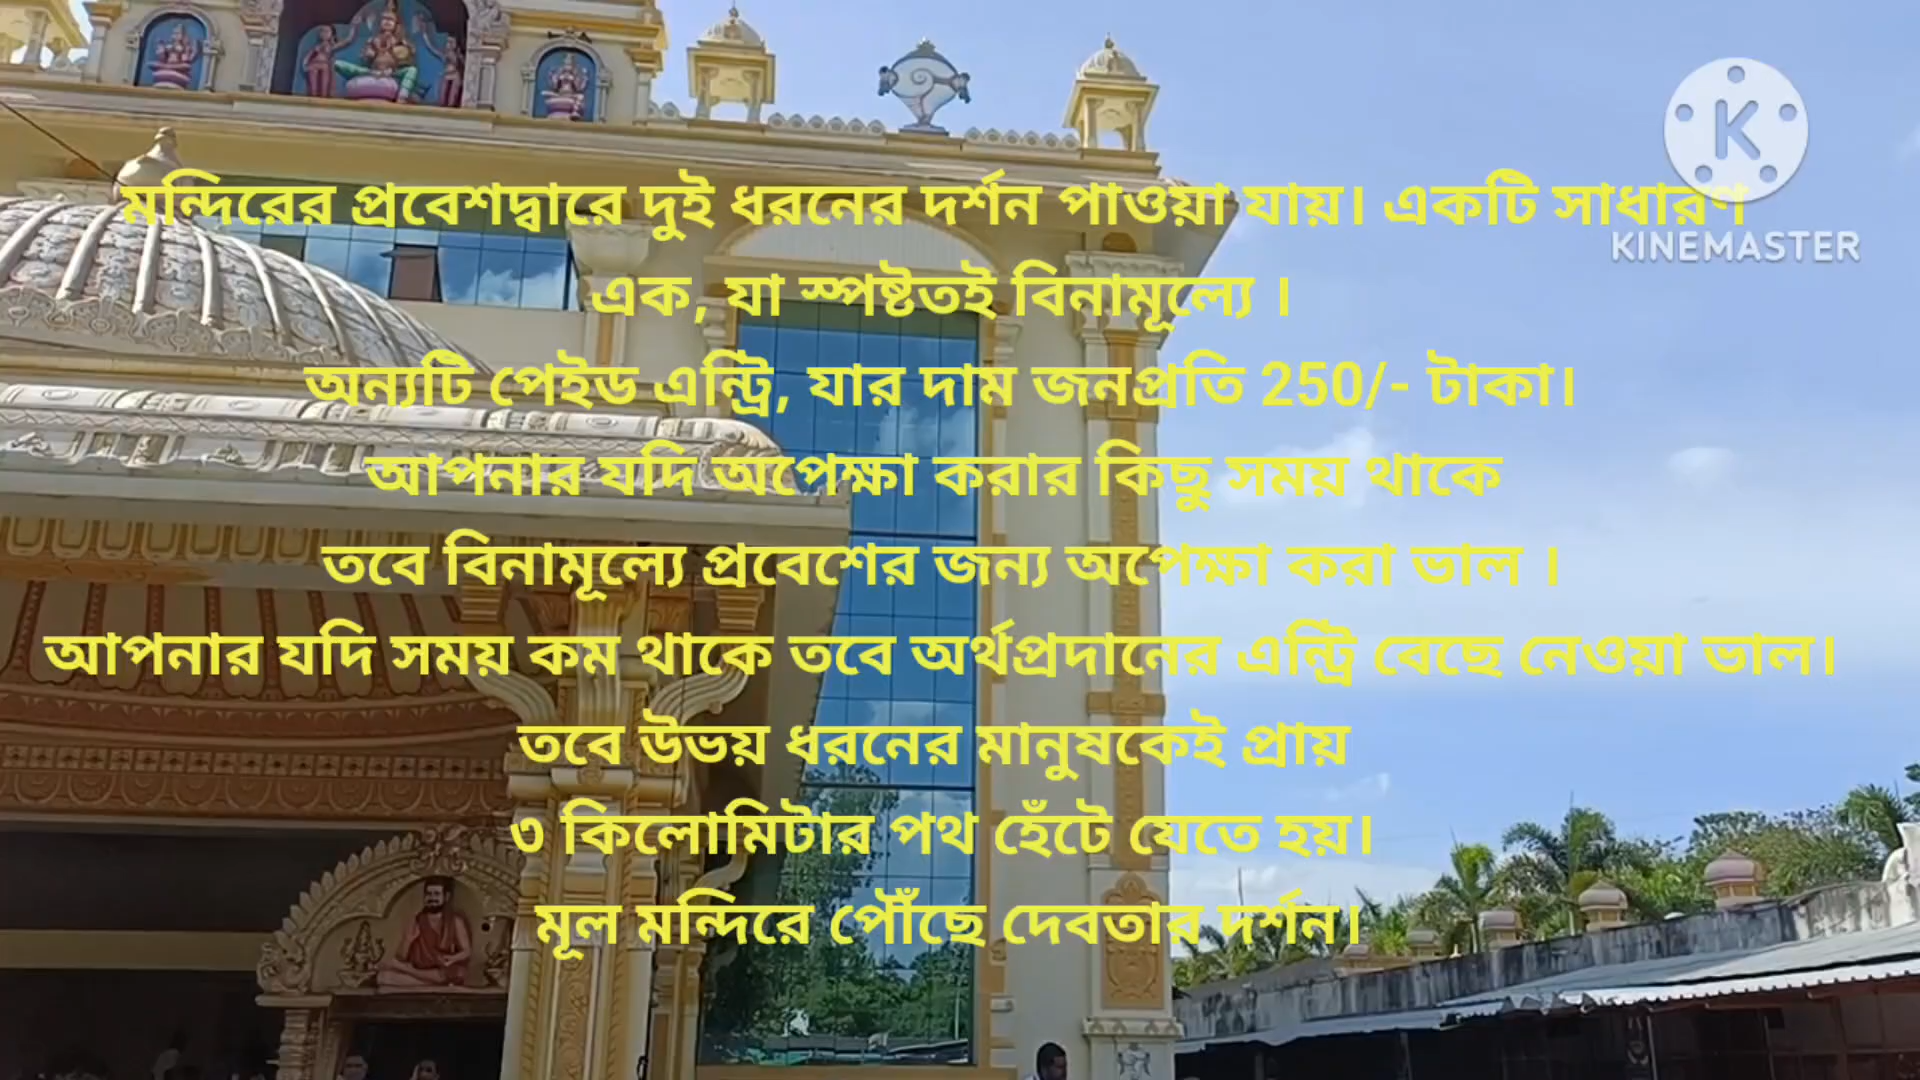 মন্দিরের প্রবেশদ্বারে দুই ধরনের দর্শন পাওয়া যায়। একটি সাধারণ
এক, যা স্পষ্টতই বিনামূল্যে ।
অন্যটি পেইড এন্ট্রি, যার দাম জনপ্রতি 250/- টাকা।
আপনার যদি অপেক্ষা করার কিছু সময় থাকে
তবে বিনামূল্যে প্রবেশের জন্য অপেক্ষা করা ভাল ।
আপনার যদি সময় কম থাকে তবে অর্থপ্রদানের এন্ট্রি বেছে নেওয়া ভাল।
তবে উভয় ধরনের মানুষকেই প্রায়
৩ কিলোমিটার পথ হেঁটে যেতে হয়।
মূল মন্দিরে পৌঁছে দেবতার দর্শন।
K
KINEMASTER